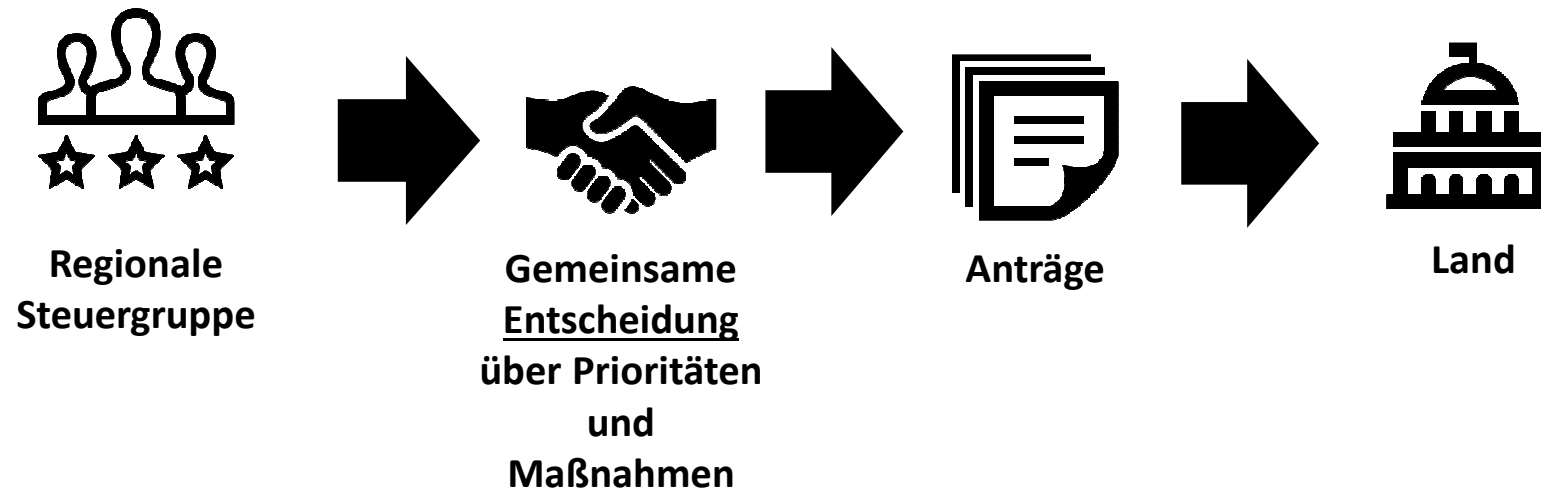 Regionale
Steuergruppe
Gemeinsame
Entscheidung
über Prioritäten
und
Maßnahmen
Anträge
Land